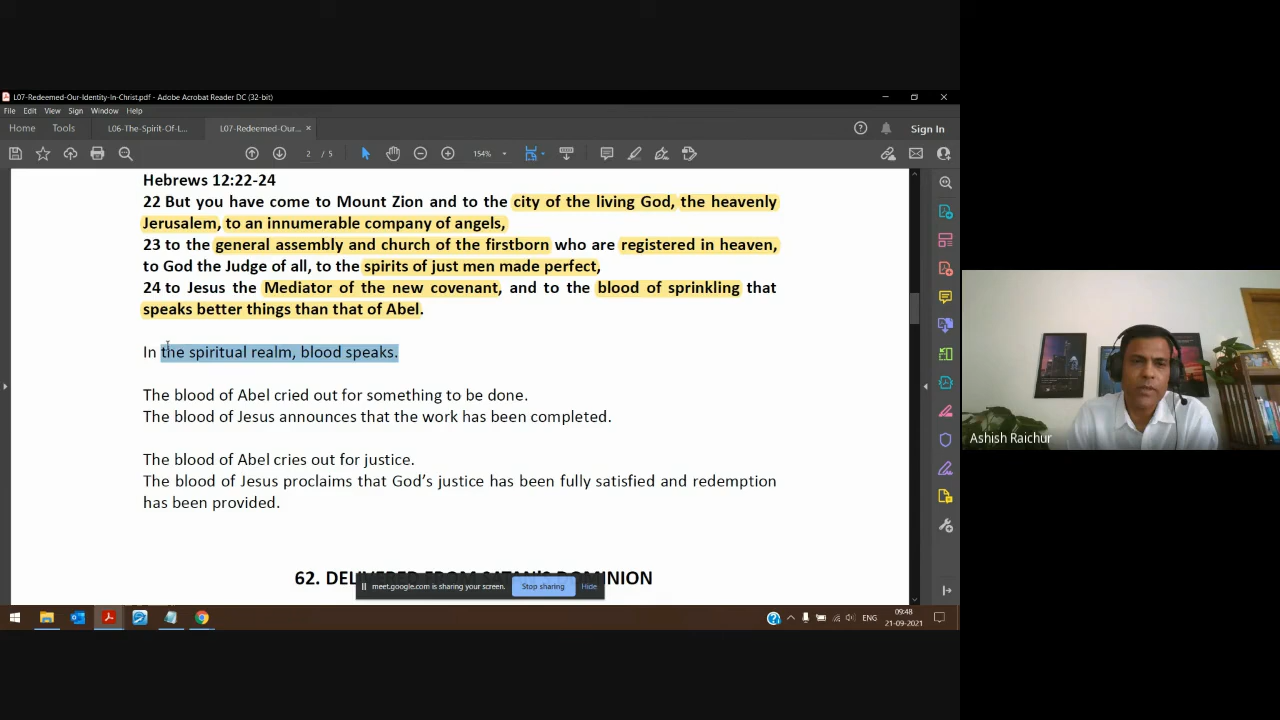 L07-Redeemed-Our-Identity-In-Christ.pdf - Adobe Acrobat Reader DC (32-bit)
File Edit View Sign Window Help
Home Tools L06-The-Spirit-Of-L... L07-Redeemed-Our... × Sign In
2 / 5 154%
Hebrews 12:22-24
22 But you have come to Mount Zion and to the city of the living God, the heavenly
Jerusalem, to an innumerable company of angels,
23 to the general assembly and church of the firstborn who are registered in heaven,
to God the Judge of all, to the spirits of just men made perfect,
24 to Jesus the Mediator of the new covenant, and to the blood of sprinkling that
speaks better things than that of Abel.
In the spiritual realm, blood speaks.
The blood of Abel cried out for something to be done.
The blood of Jesus announces that the work has been completed.
The blood of Abel cries out for justice.
The blood of Jesus proclaims that God's justice has been fully satisfied and redemption
has been provided.
62. DELIVERED FROM SATAN'S DOMINION
meet.google.com is sharing your screen. Stop sharing Hide
ENG 09:48
21-09-2021
Ashish Raichur